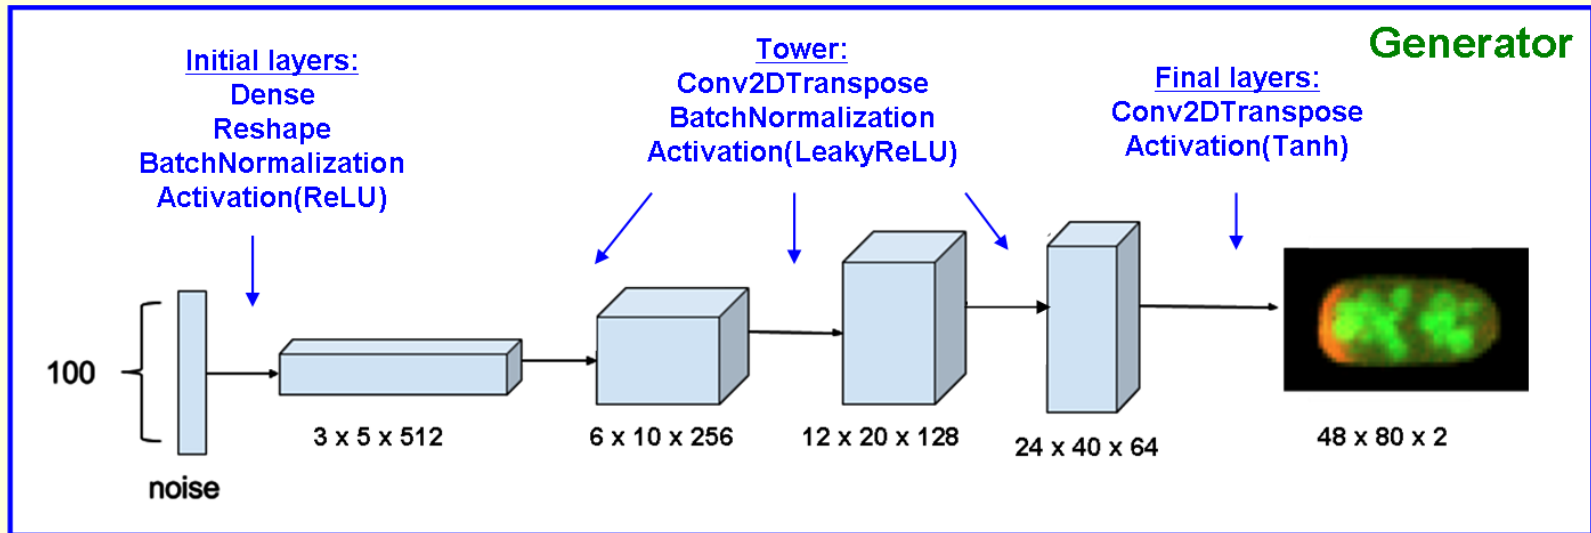 Generator
Initial layers:
Dense
Reshape
BatchNormalization
Activation(ReLU)
Tower:
Conv2DTranspose
BatchNormalization
Activation(LeakyReLU)
Final layers:
Conv2DTranspose
Activation(Tanh)
100
noise
3 x 5 x 512
6 x 10 x 256
12 x 20 x 128
24 x 40 x 64
48 x 80 x 2